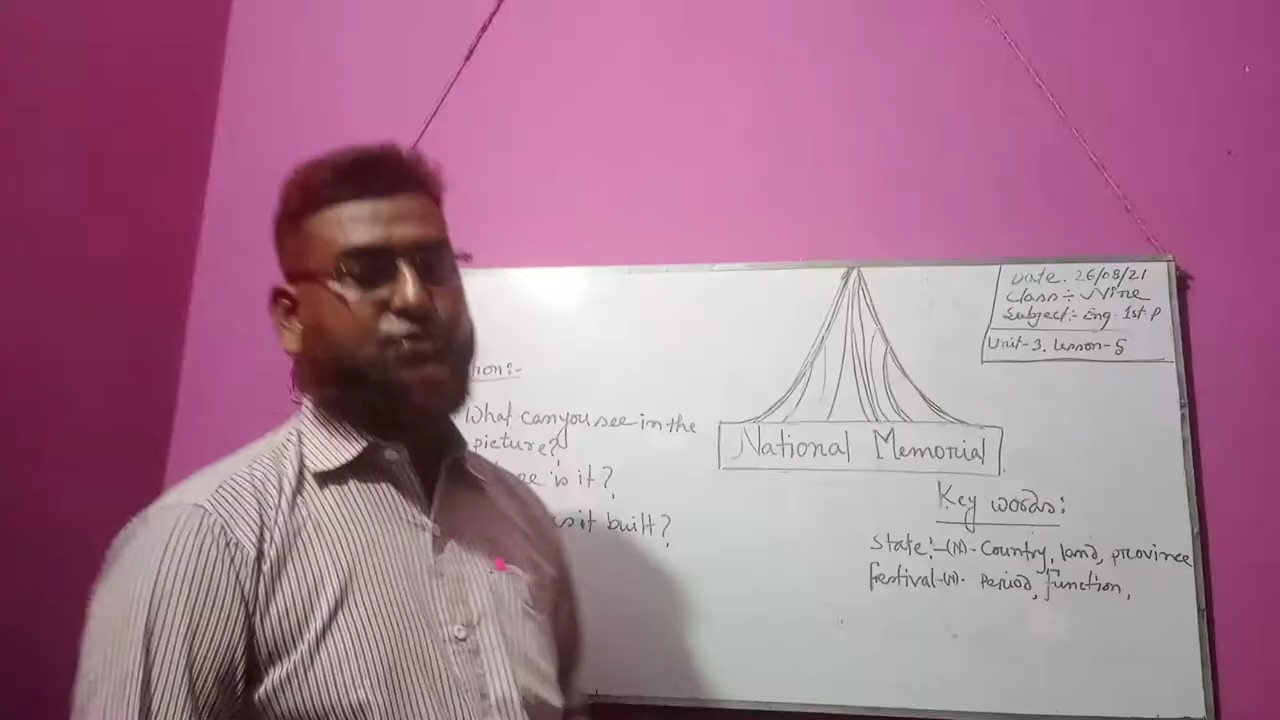 What can you see in the
picture?
is it?
it built?
National Memorial
Date. 26/08/21
Class:- Nine
Subject:- Eng. 1st P
Unit-3. Lesson-5
Key words:
State:-(N)- Country, land, province
festival-(N)- period, function,